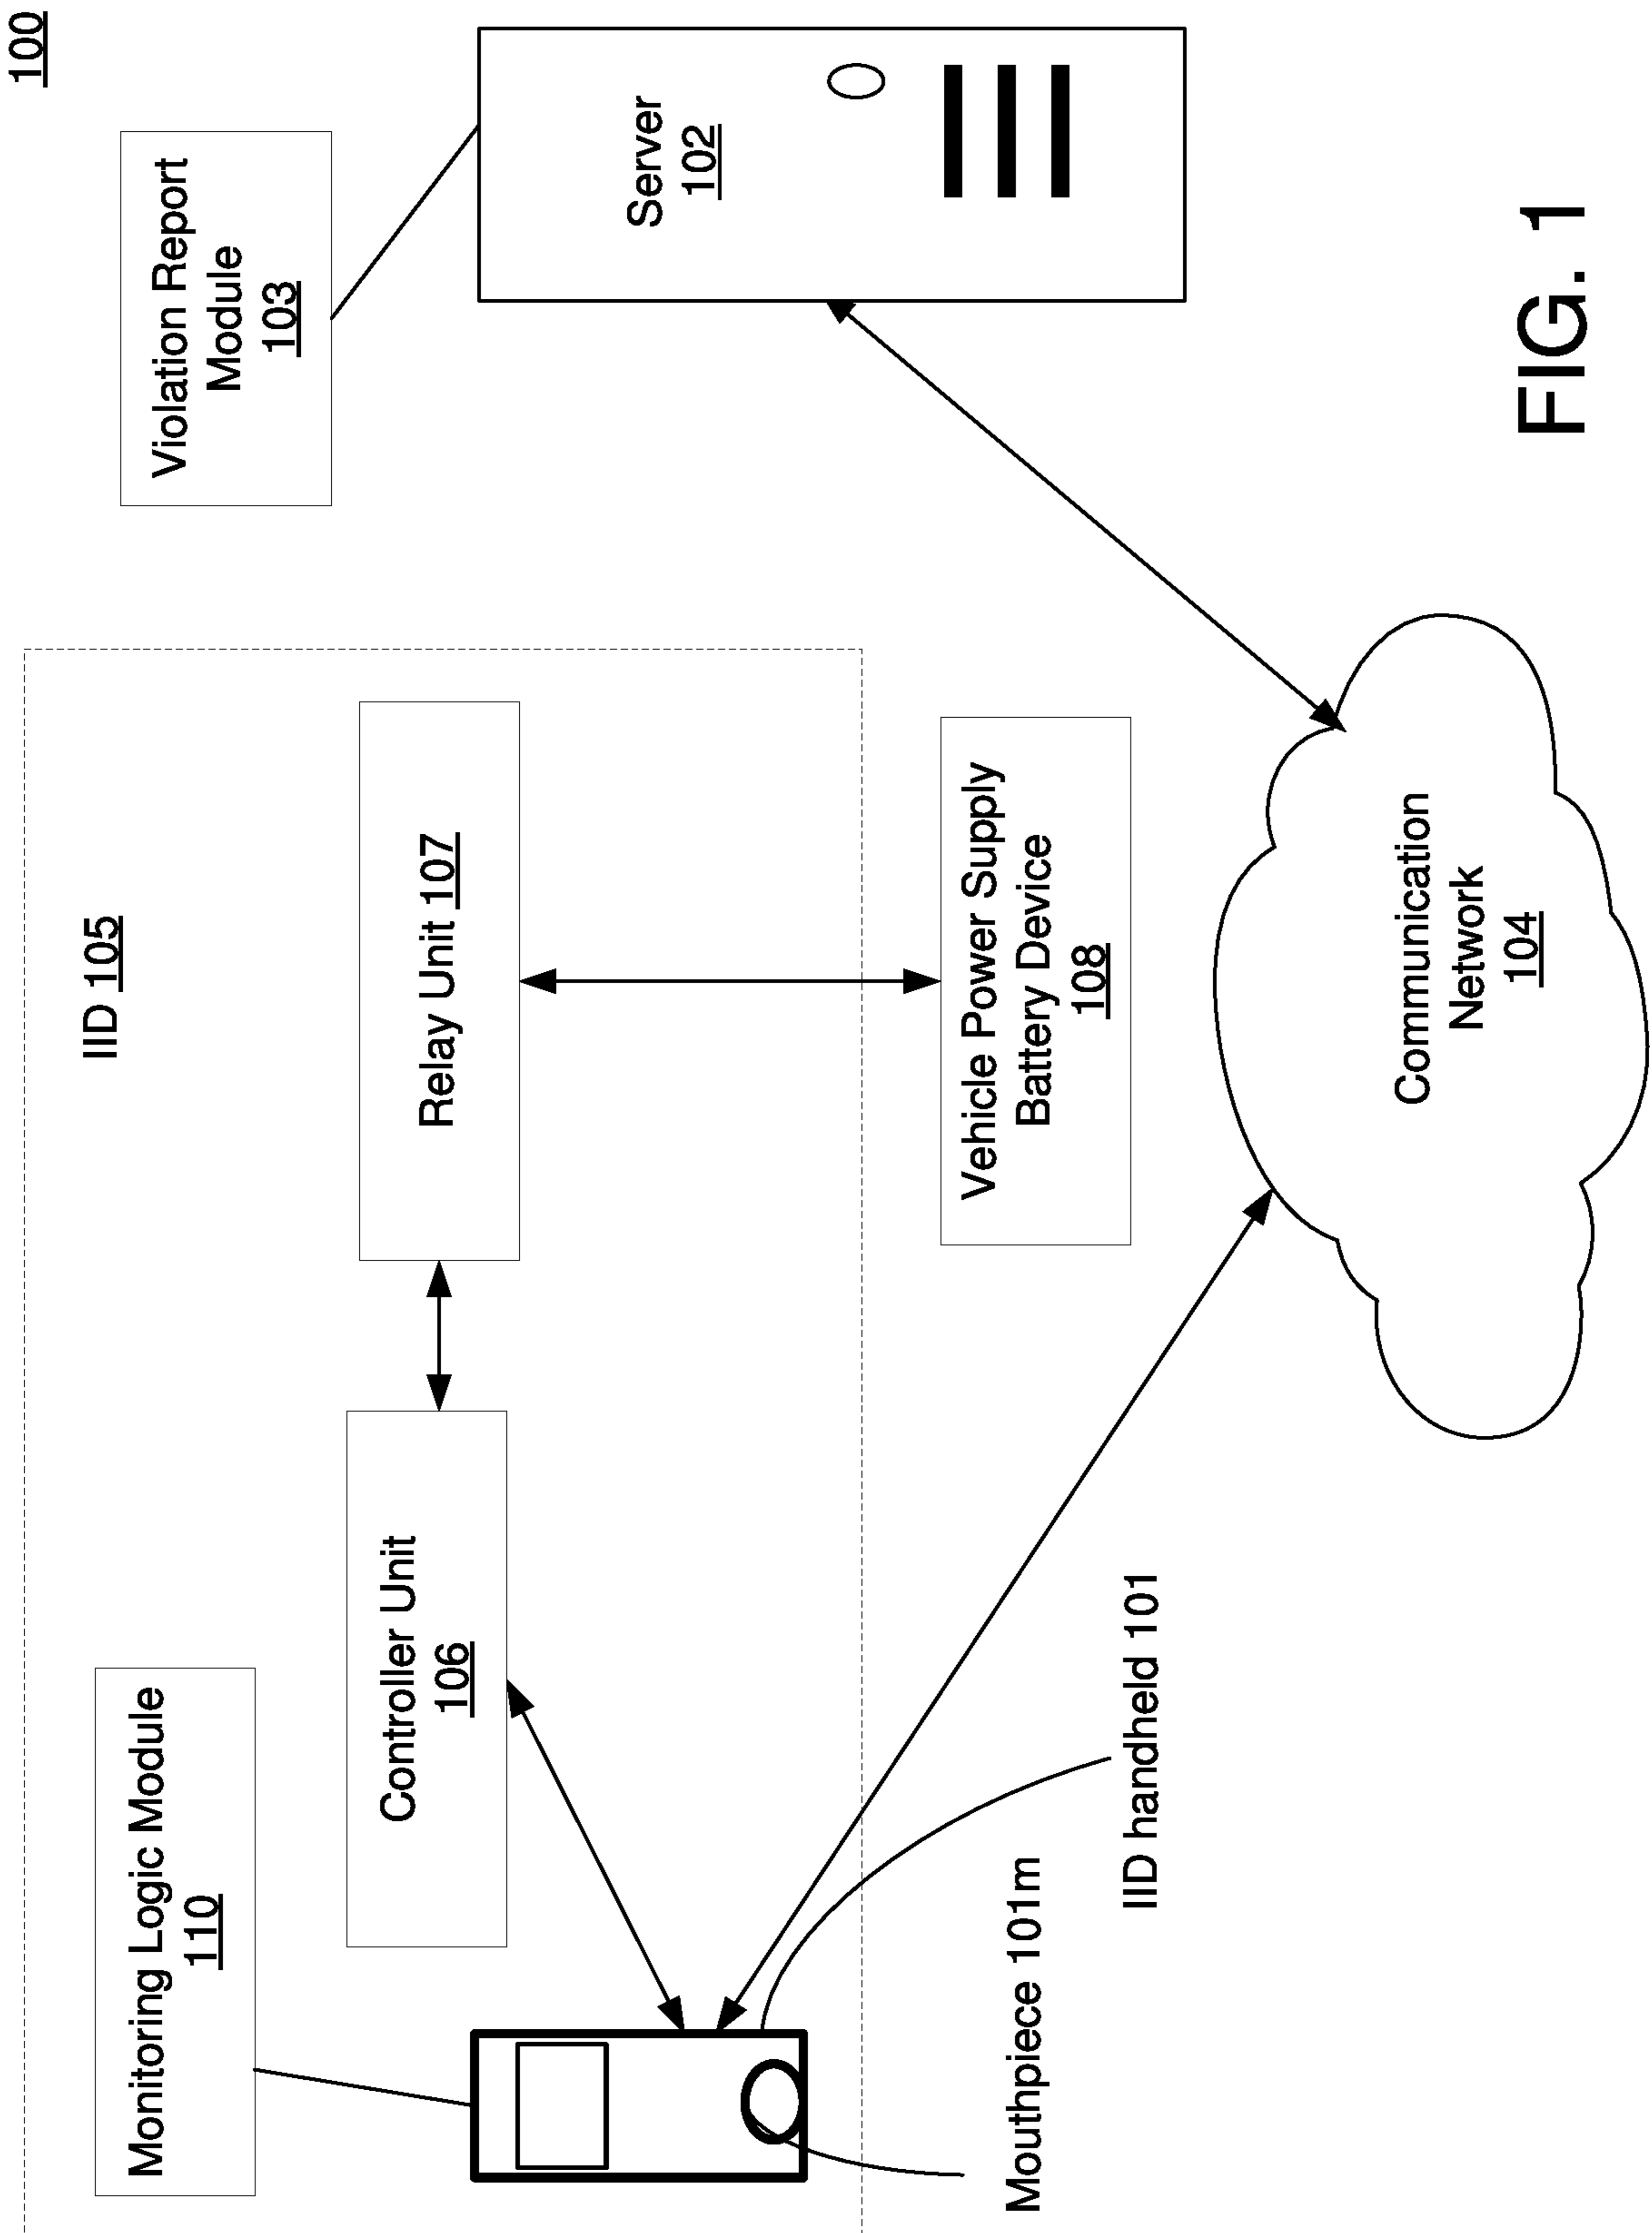 100
Violation Report
Module
103
Server
102
IID 105
Relay Unit 107
Controller Unit
106
Monitoring Logic Module
110
Vehicle Power Supply
Battery Device
108
Communication
Network
104
Mouthpiece 101m
IID handheld 101
FIG. 1